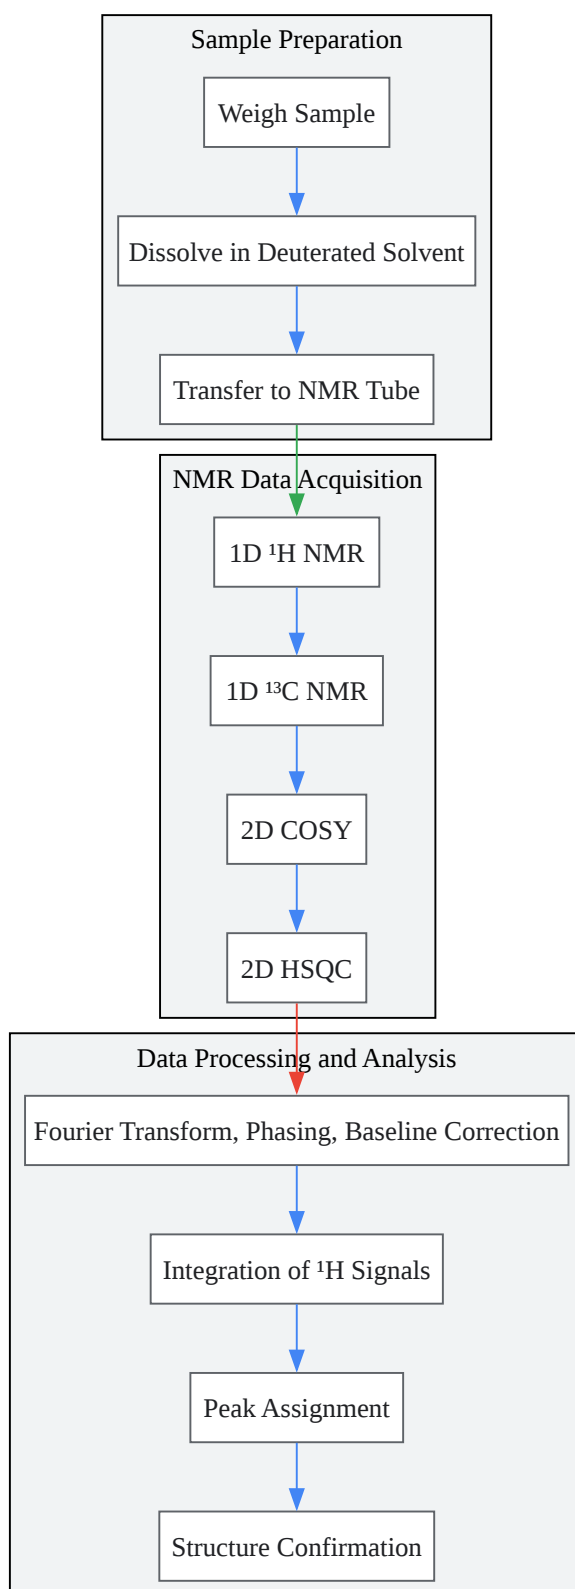 Sample Preparation
Weigh Sample
Dissolve in Deuterated Solvent
Transfer to NMR Tube
NMR Data Acquisition
1D ¹H NMR
1D ¹³C NMR
2D COSY
2D HSQC
Data Processing and Analysis
Fourier Transform, Phasing, Baseline Correction
Integration of ¹H Signals
Peak Assignment
Structure Confirmation